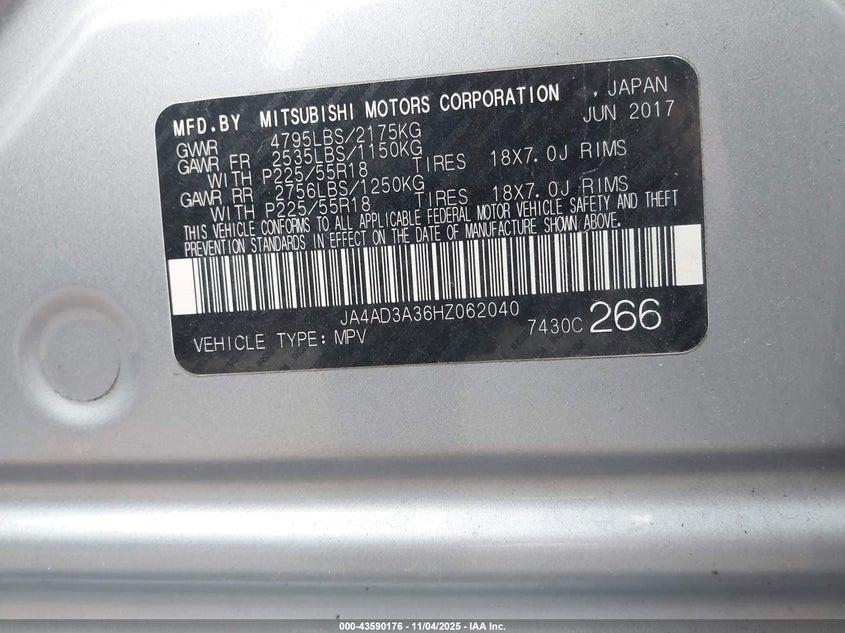 MFD.BY MITSUBISHI MOTORS CORPORATION , JAPAN
JUN 2017
GVWR 4795LBS/2175KG
GAWR FR 2535LBS/1150KG
WITH P225/55R18 TIRES 18X7.0J RIMS
GAWR RR 2756LBS/1250KG
WITH P225/55R18 TIRES 18X7.0J RIMS
THIS VEHICLE CONFORMS TO ALL APPLICABLE FEDERAL MOTOR VEHICLE SAFETY AND THEFT
PREVENTION STANDARDS IN EFFECT ON THE DATE OF MANUFACTURE SHOWN ABOVE.
JA4AD3A36HZ062040
VEHICLE TYPE: MPV 7430C 266
000-43590176 - 11/04/2025 - IAA Inc.